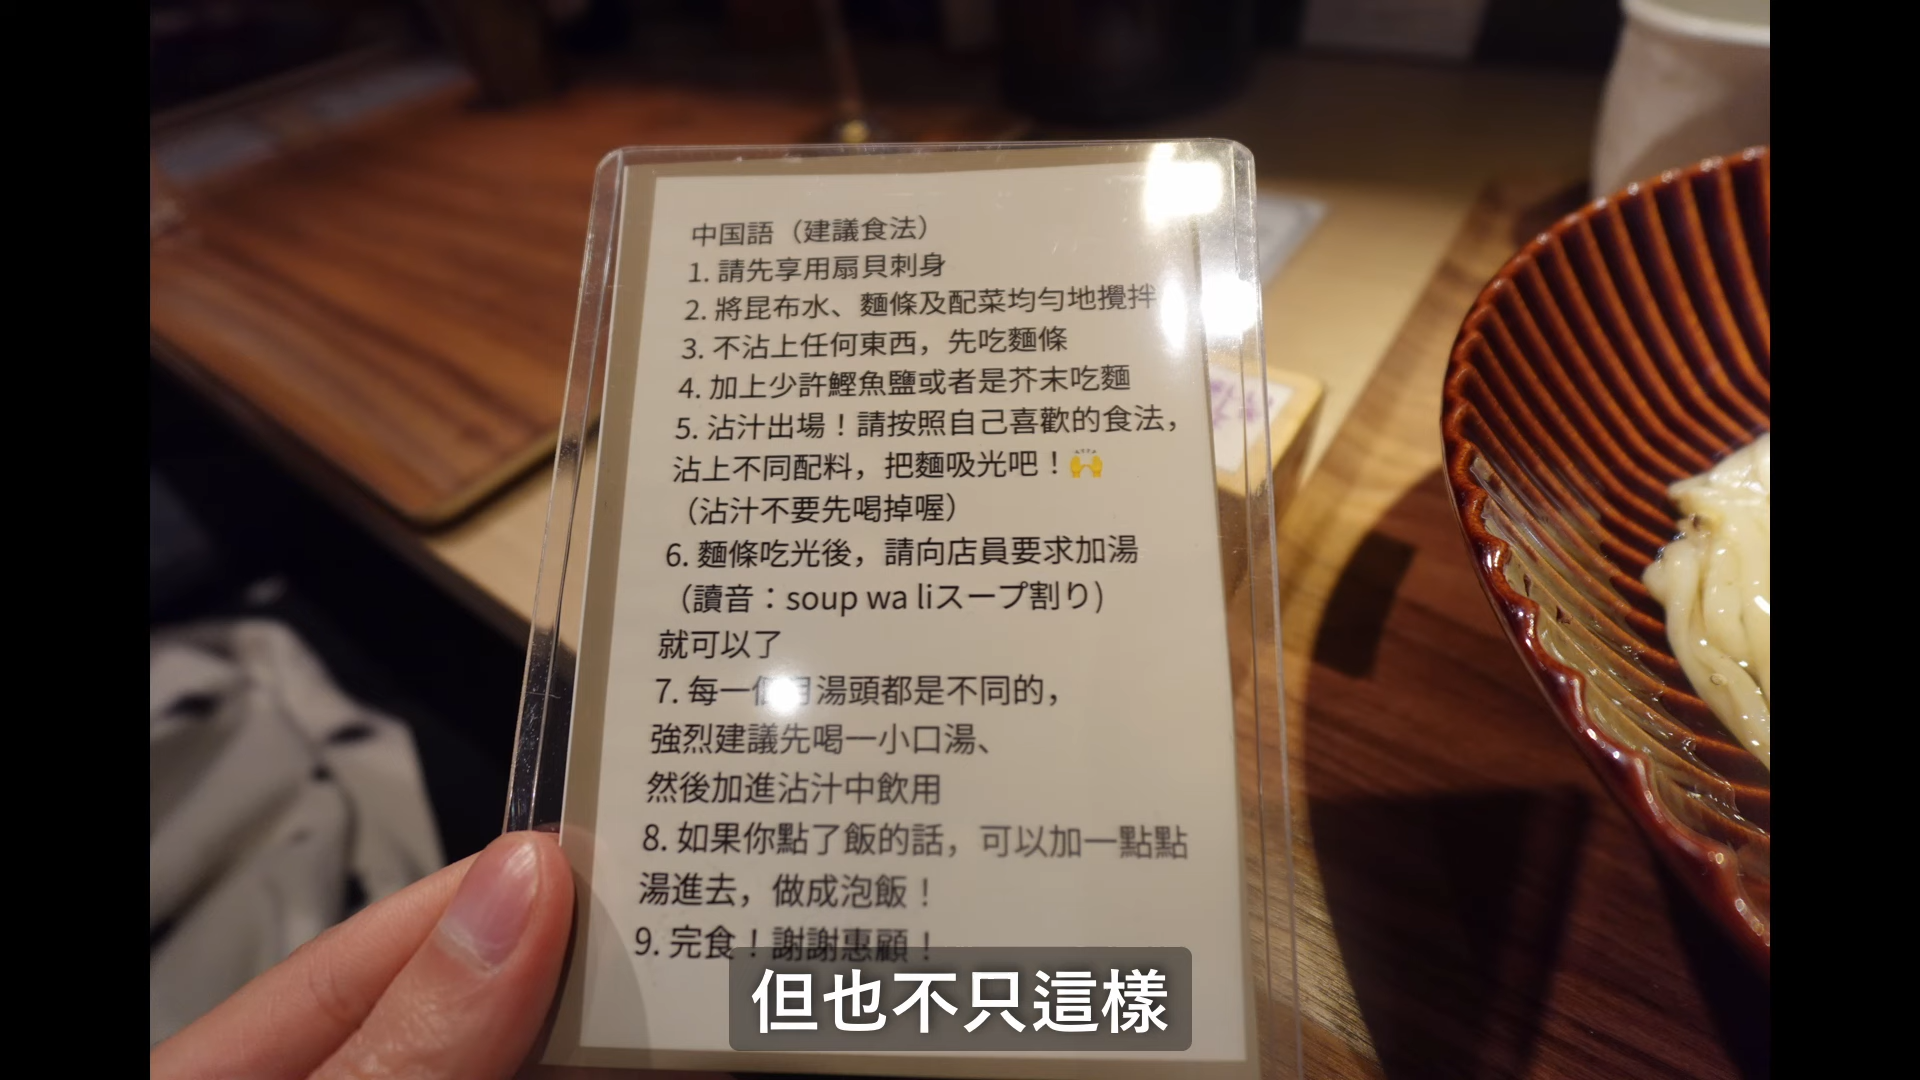 中国語（建議食法）
1. 請先享用扇貝刺身
2. 將昆布水、麵條及配菜均勻地攪拌
3. 不沾上任何東西，先吃麵條
4. 加上少許鰹魚鹽或者是芥末吃麵
5. 沾汁出場！請按照自己喜歡的食法，
沾上不同配料，把麵吸光吧！🙌
（沾汁不要先喝掉喔）
6. 麵條吃光後，請向店員要求加湯
（讀音：soup wa liスープ割り)
就可以了
7. 每一個月湯頭都是不同的，
強烈建議先喝一小口湯、
然後加進沾汁中飲用
8. 如果你點了飯的話，可以加一點點
湯進去，做成泡飯！
9. 完食！謝謝惠顧！
但也不只這樣